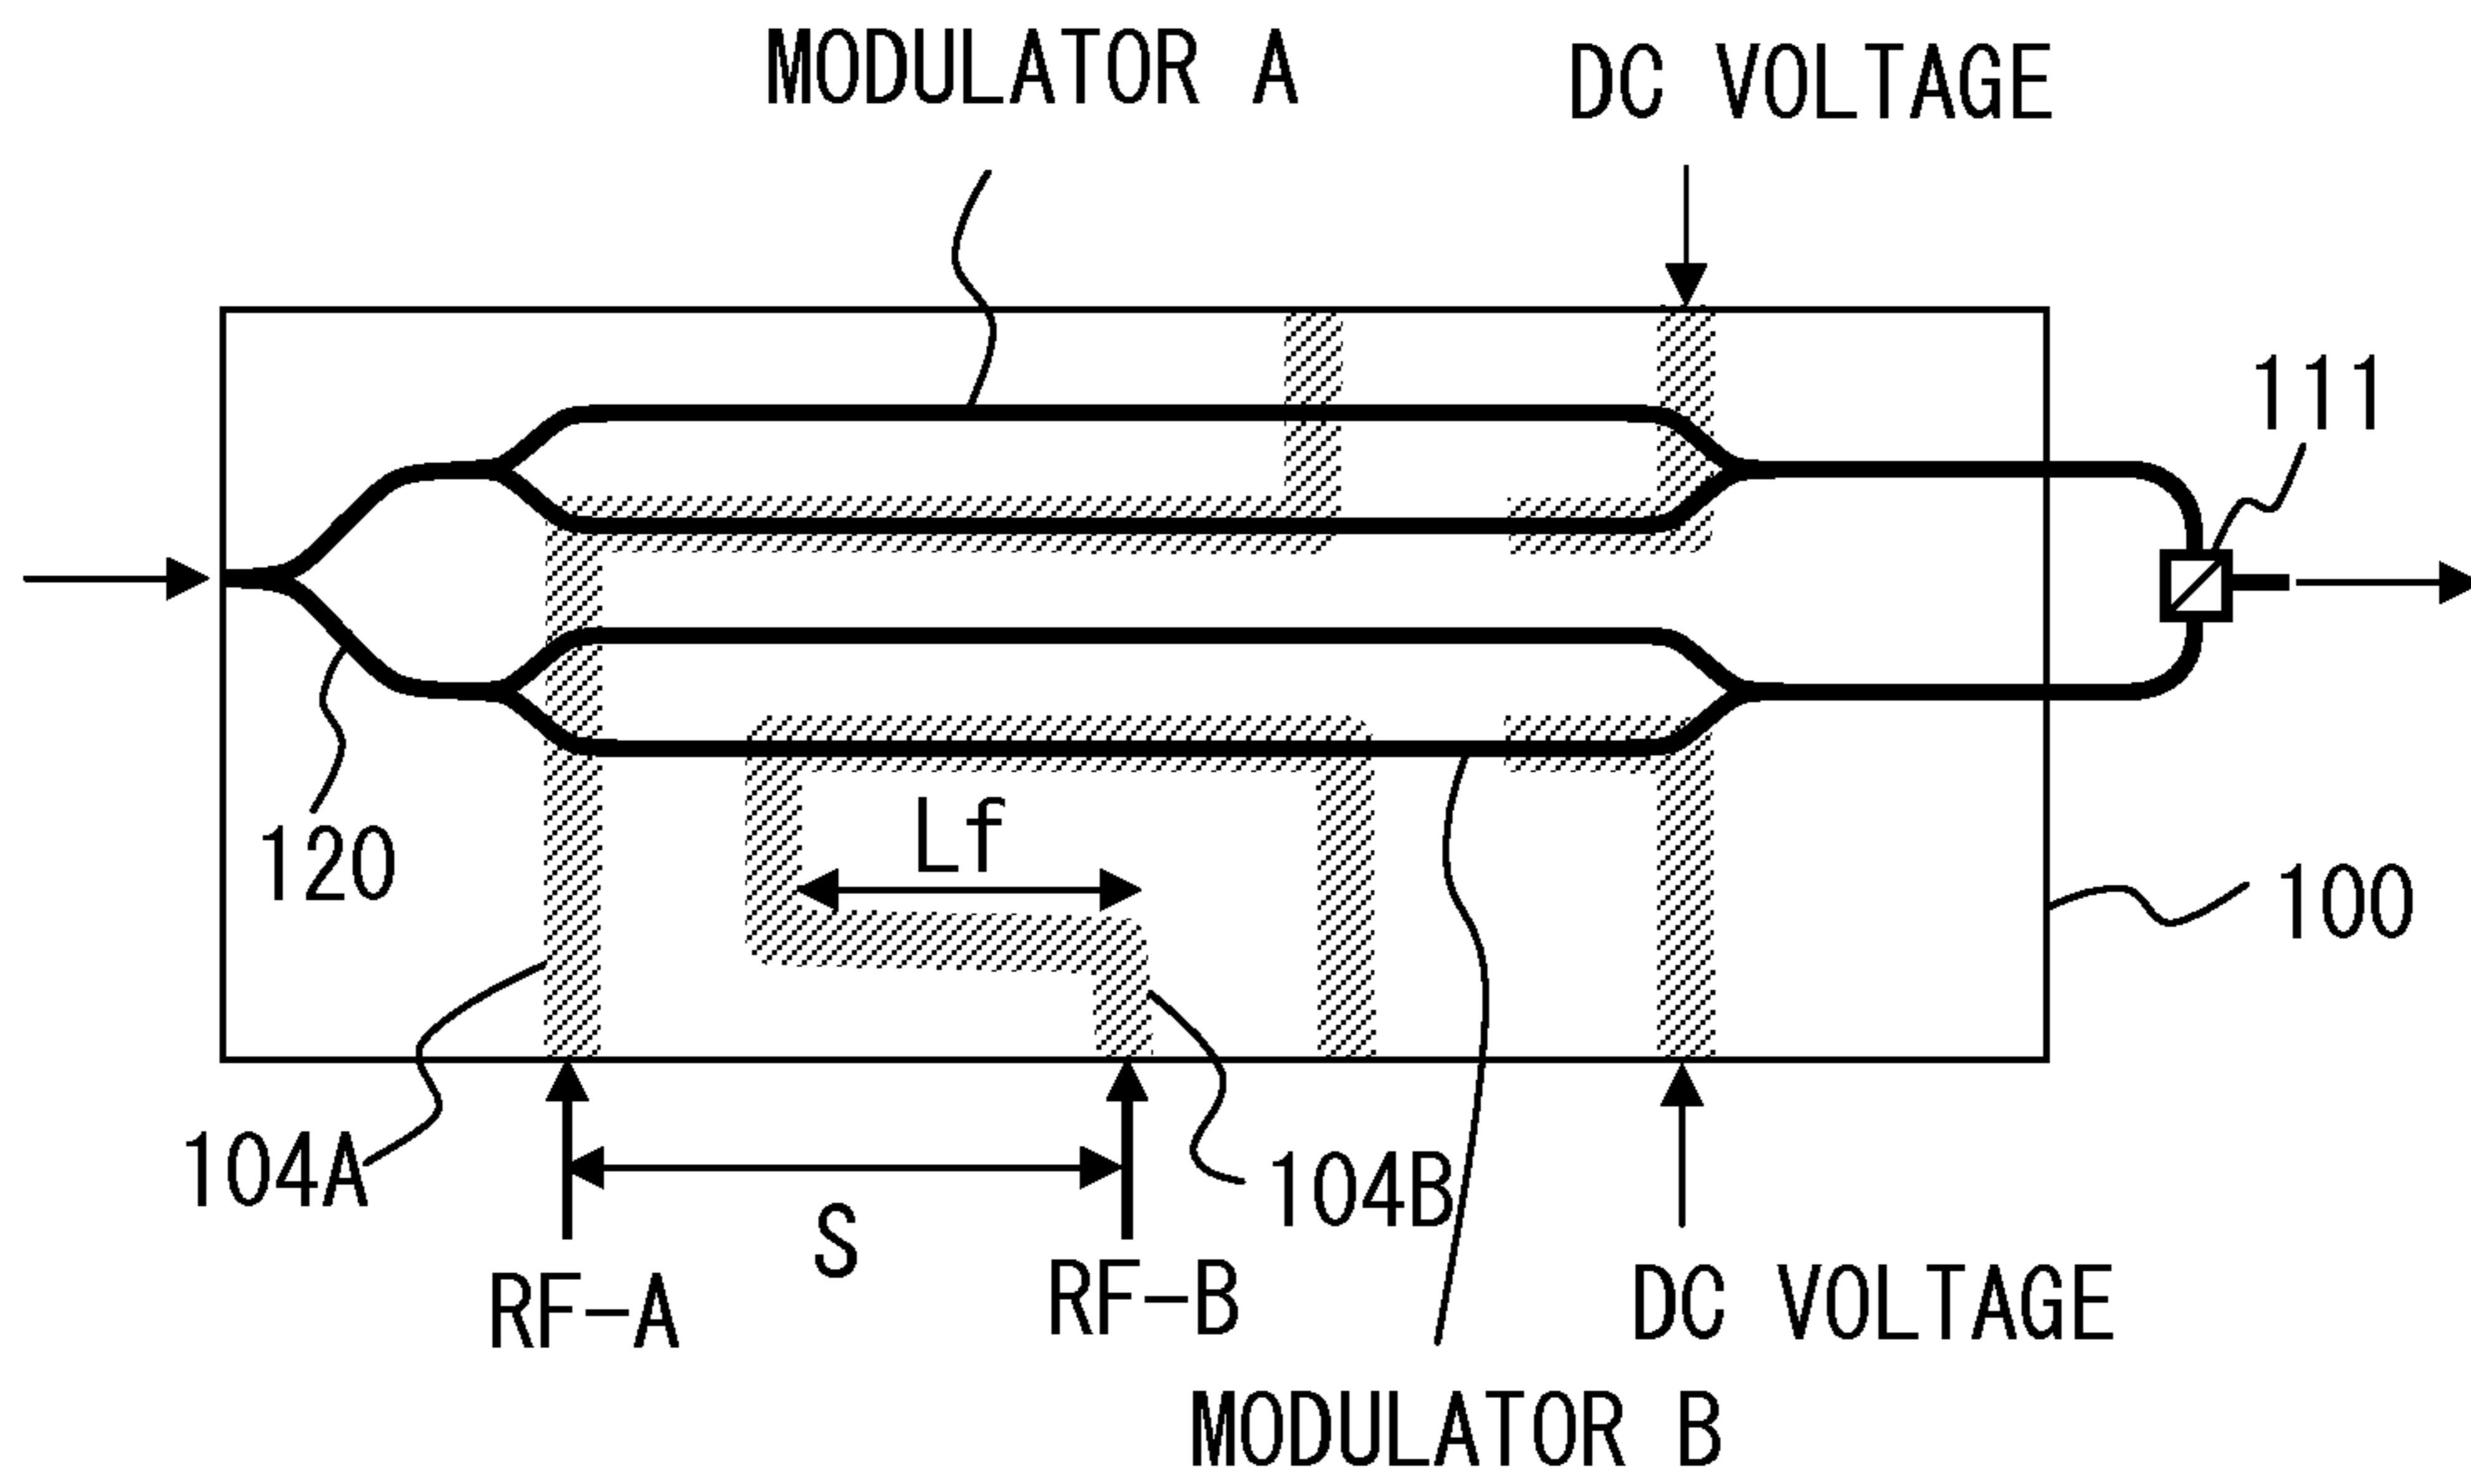 MODULATOR A
DC VOLTAGE
111
Lf
120
100
104A
104B
S
RF-A
RF-B
DC VOLTAGE
MODULATOR B